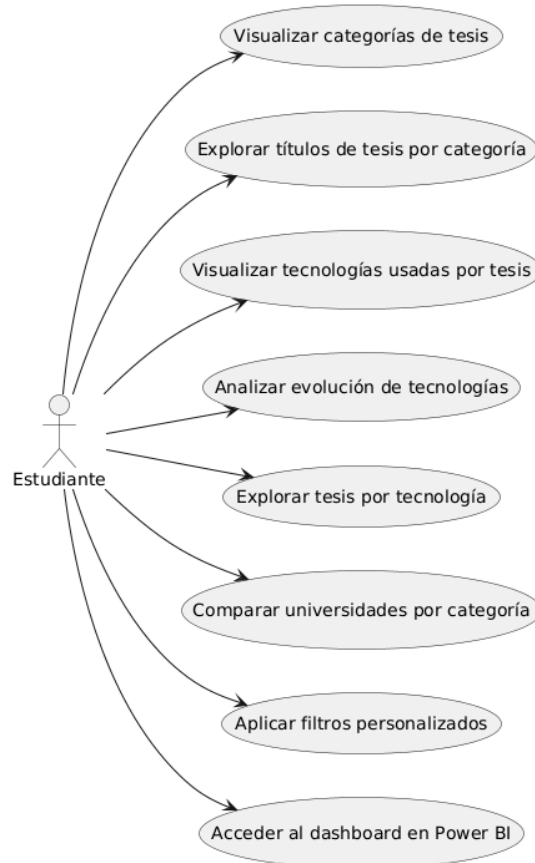 Visualizar categorías de tesis
Explorar títulos de tesis por categoría
Visualizar tecnologías usadas por tesis
Analizar evolución de tecnologías
Estudiante
Explorar tesis por tecnología
Comparar universidades por categoría
Aplicar filtros personalizados
Acceder al dashboard en Power BI